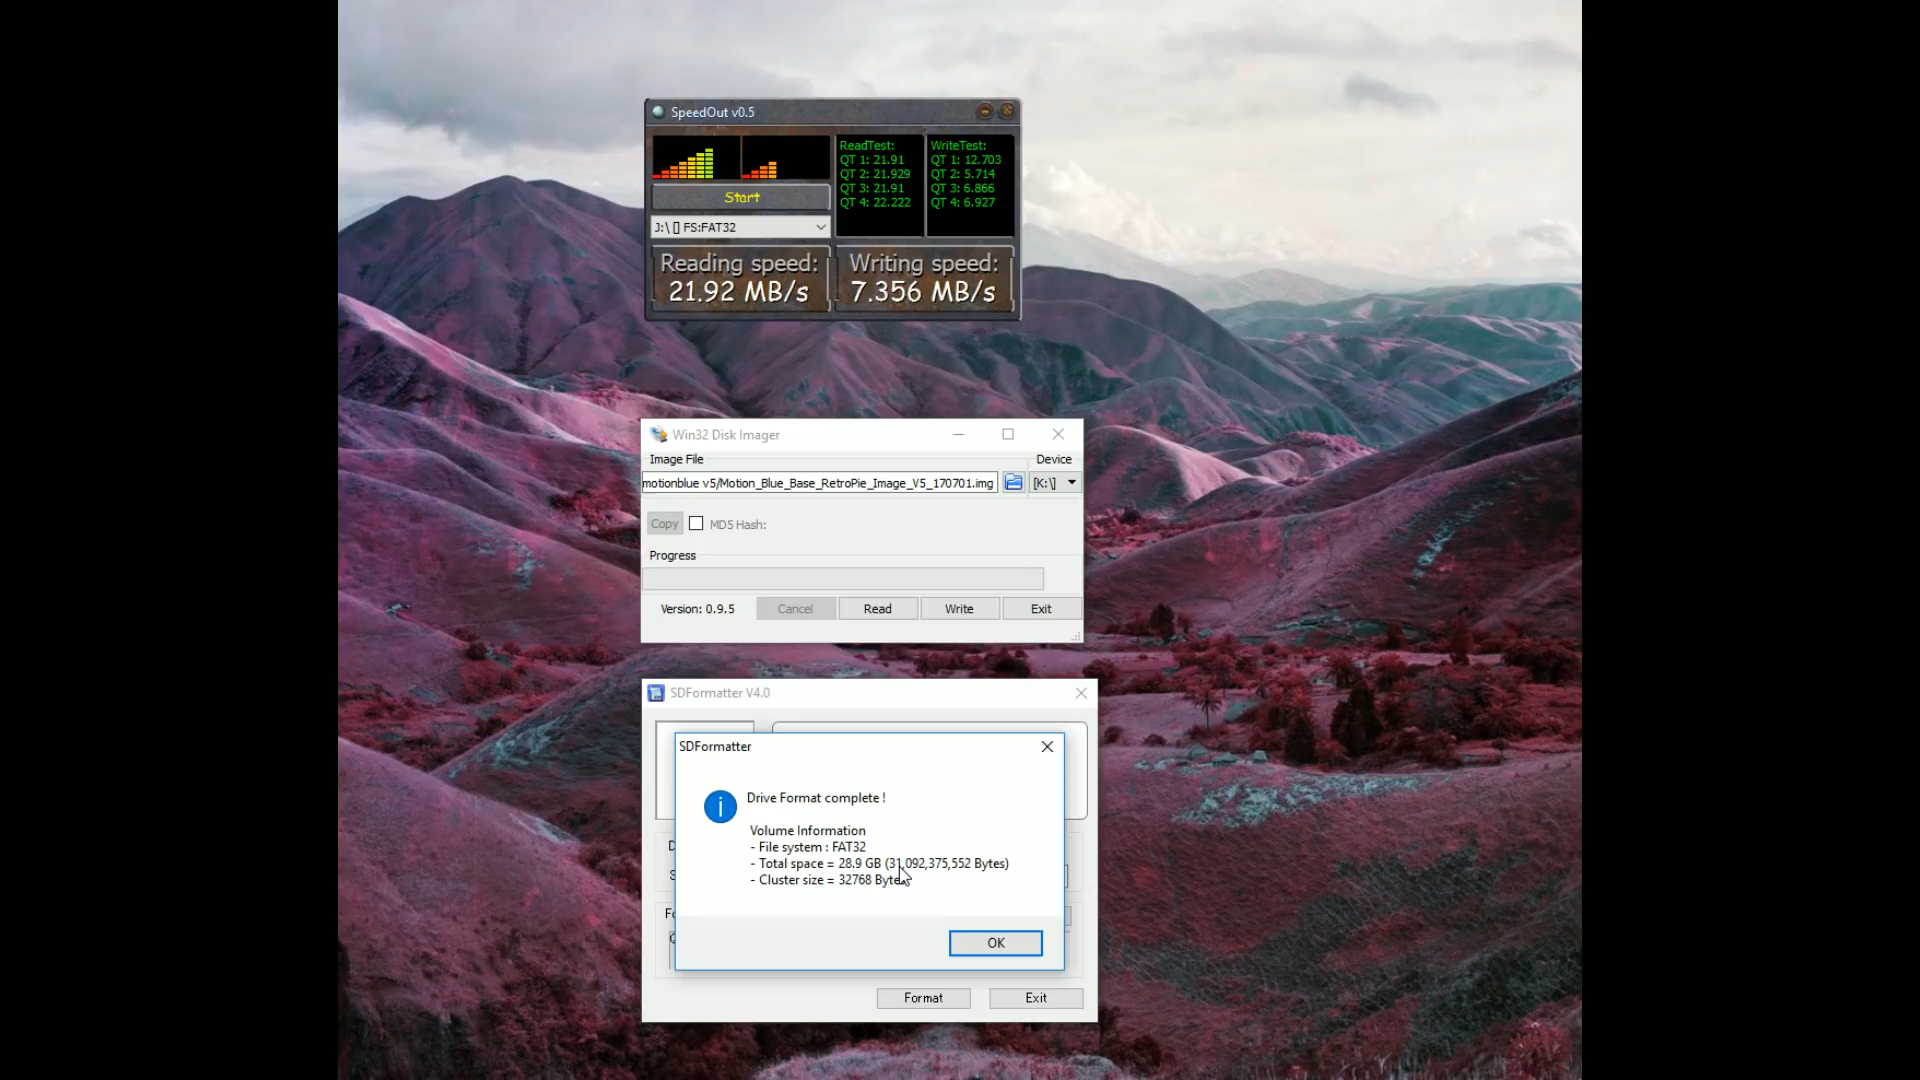 SpeedOut v0.5
Start
J:\ [] FS:FAT32
ReadTest:
QT 1: 21.91
QT 2: 21.929
QT 3: 21.91
QT 4: 22.222
WriteTest:
QT 1: 12.703
QT 2: 5.714
QT 3: 6.866
QT 4: 6.927
Reading speed:
21.92 MB/s
Writing speed:
7.356 MB/s
Win32 Disk Imager
Image File
Device
motionblue v5/Motion_Blue_Base_RetroPie_Image_V5_170701.img
[K:\]
Copy
MD5 Hash:
Progress
Version: 0.9.5
Cancel
Read
Write
Exit
SDFormatter V4.0
SDFormatter
Drive Format complete !
Volume Information
- File system : FAT32
- Total space = 28.9 GB (31,092,375,552 Bytes)
- Cluster size = 32768 Bytes
OK
Format
Exit